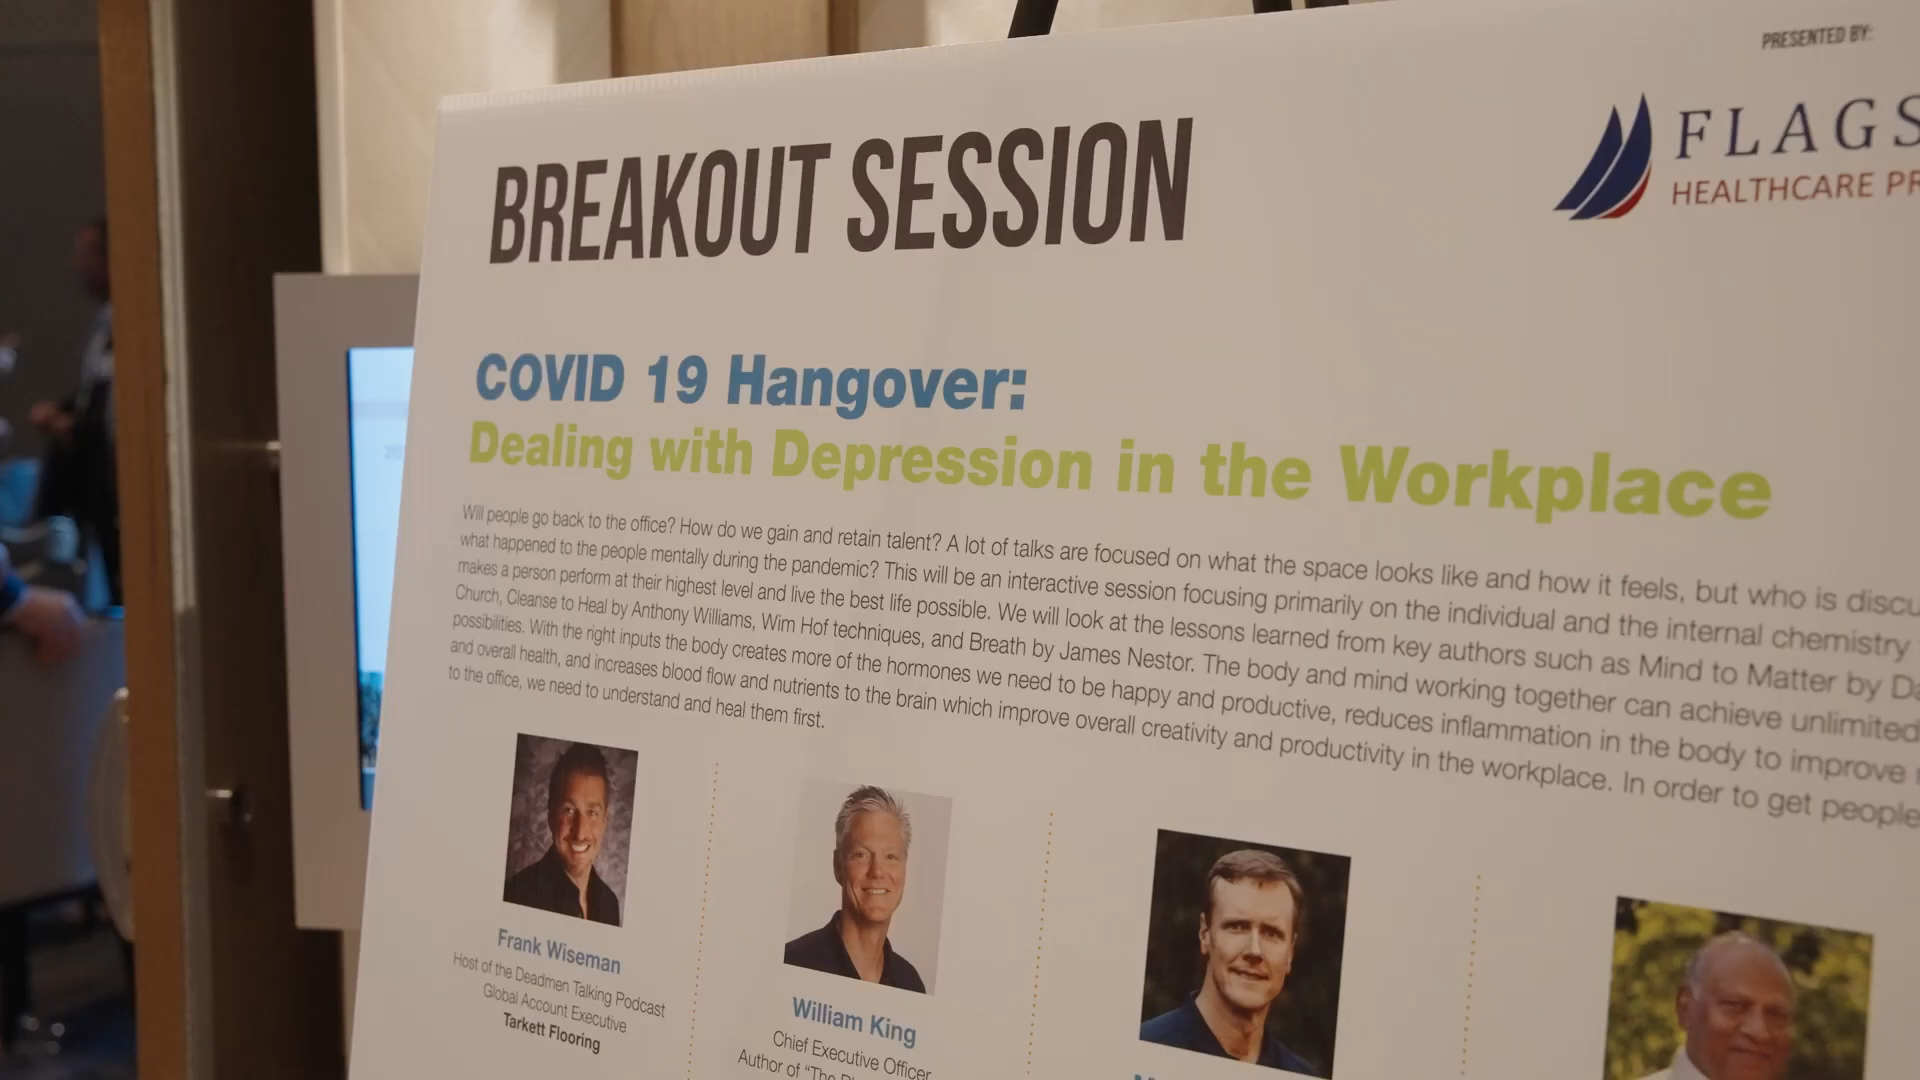 PRESENTED BY:
FLAGS
HEALTHCARE PR
BREAKOUT SESSION
COVID 19 Hangover:
Dealing with Depression in the Workplace
Will people go back to the office? How do we gain and retain talent? A lot of talks are focused on what the space looks like and how it feels, but who is discu
what happened to the people mentally during the pandemic? This will be an interactive session focusing primarily on the individual and the internal chemistry
makes a person perform at their highest level and live the best life possible. We will look at the lessons learned from key authors such as Mind to Matter by Da
Church, Cleanse to Heal by Anthony Williams, Wim Hof techniques, and Breath by James Nestor. The body and mind working together can achieve unlimited
possibilities. With the right inputs the body creates more of the hormones we need to be happy and productive, reduces inflammation in the body to improve
and overall health, and increases blood flow and nutrients to the brain which improve overall creativity and productivity in the workplace. In order to get people
to the office, we need to understand and heal them first.
Frank Wiseman
Host of the Deadmen Talking Podcast
Global Account Executive
Tarkett Flooring
William King
Chief Executive Officer
Author of "The